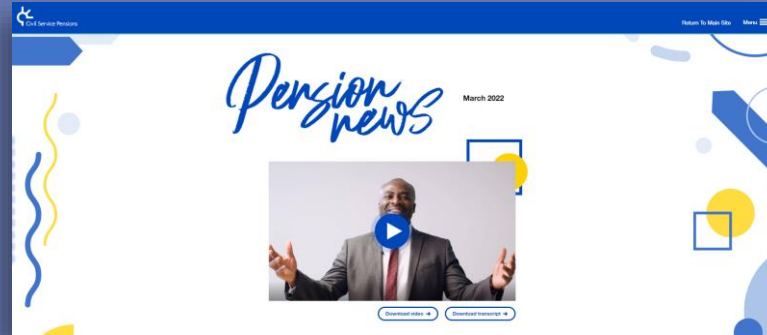 Civil Service Pensions
Return To Main Site Menu
Pension
news
March 2022
Download video
Download transcript